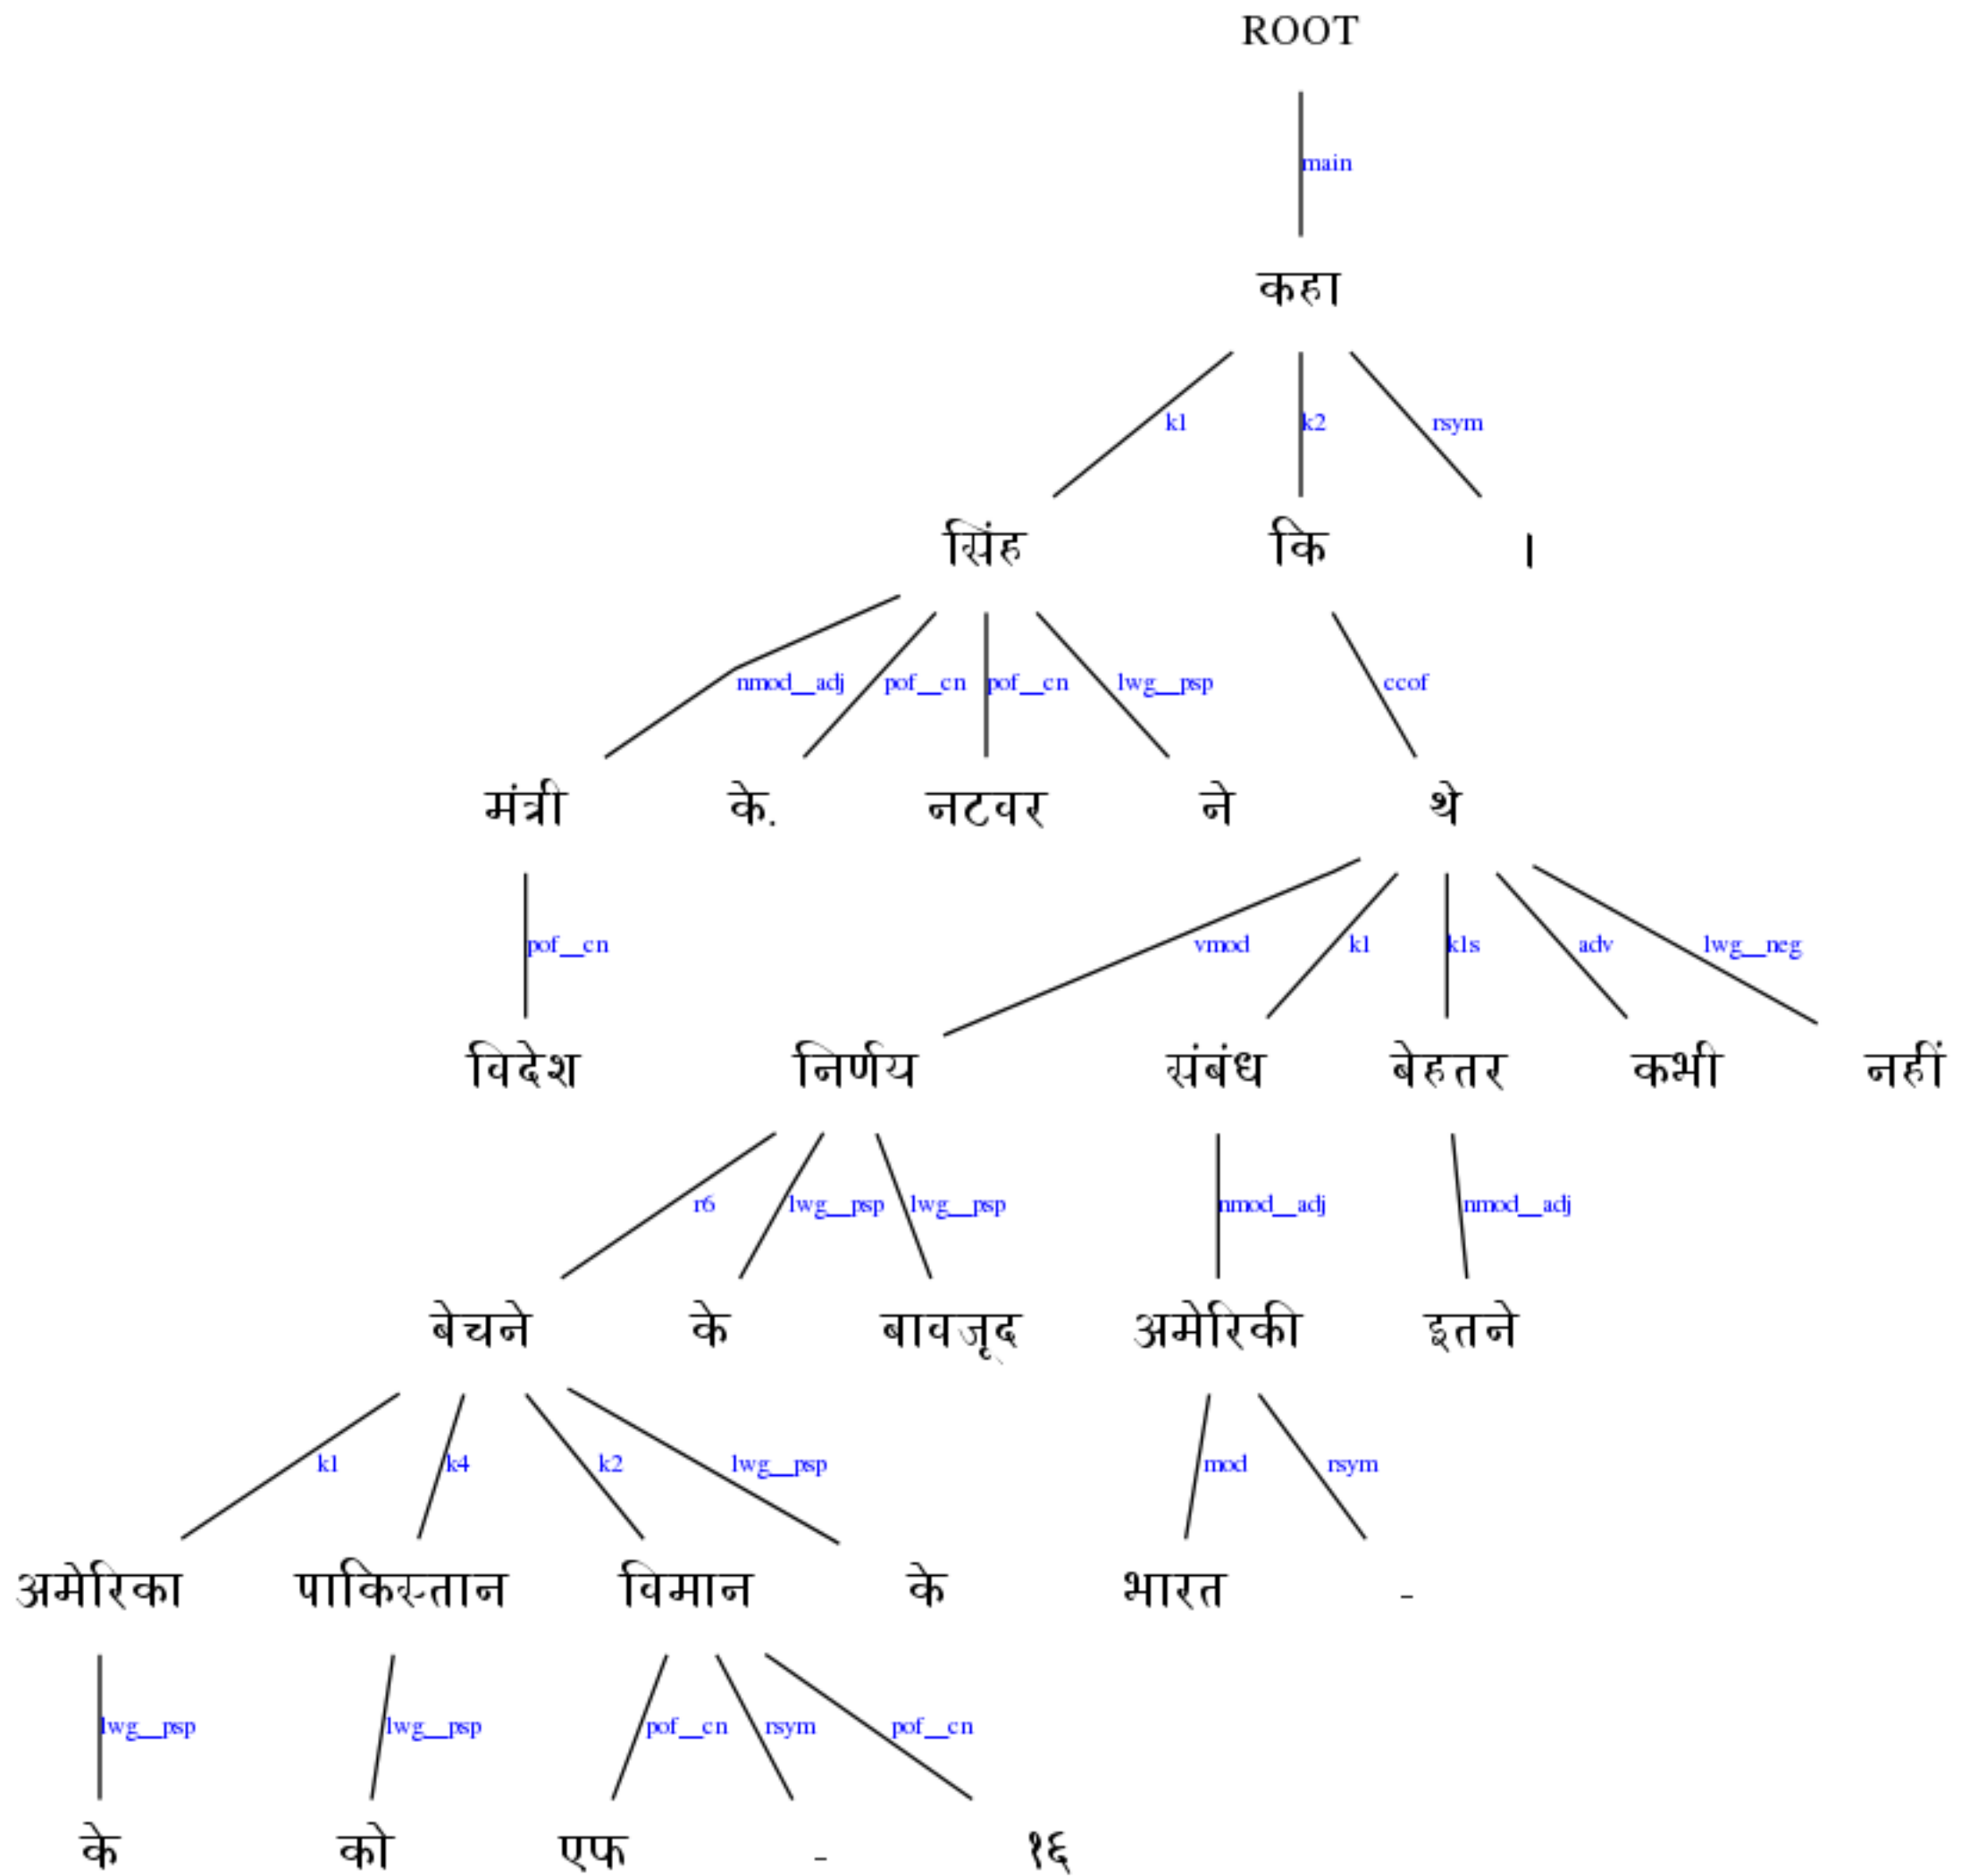 ROOT
main
कहा
k1 k2 rsym
सिंह कि ।
nmod__adj pof__cn pof__cn lwg__psp ccof
मंत्री के. नटवर ने थे
pof__cn vmod k1 k1s adv lwg__neg
विदेश निर्णय संबंध बेहतर कभी नहीं
r6 lwg__psp lwg__psp nmod__adj nmod__adj
बेचने के बावजूद अमेरिकी इतने
k1 k4 k2 lwg__psp mod rsym
अमेरिका पाकिस्तान विमान के भारत -
lwg__psp lwg__psp pof__cn rsym pof__cn
के को एफ - १६